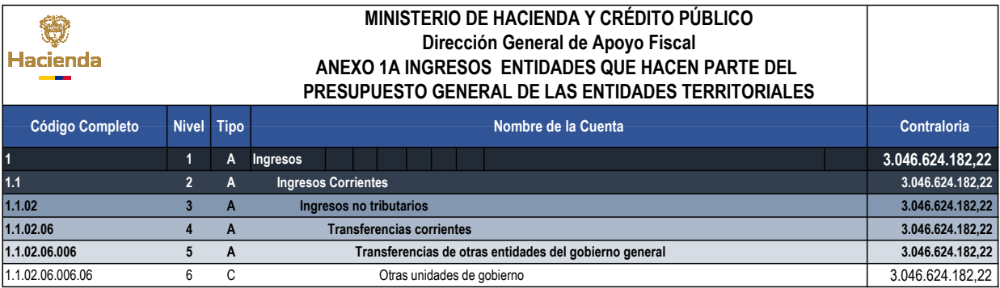 Hacienda
MINISTERIO DE HACIENDA Y CRÉDITO PÚBLICO
Dirección General de Apoyo Fiscal
ANEXO 1A INGRESOS ENTIDADES QUE HACEN PARTE DEL
PRESUPUESTO GENERAL DE LAS ENTIDADES TERRITORIALES
Código Completo Nivel Tipo Nombre de la Cuenta Contraloria
1 1 A Ingresos 3.046.624.182,22
1.1 2 A Ingresos Corrientes 3.046.624.182,22
1.1.02 3 A Ingresos no tributarios 3.046.624.182,22
1.1.02.06 4 A Transferencias corrientes 3.046.624.182,22
1.1.02.06.006 5 A Transferencias de otras entidades del gobierno general 3.046.624.182,22
1.1.02.06.006.06 6 C Otras unidades de gobierno 3.046.624.182,22